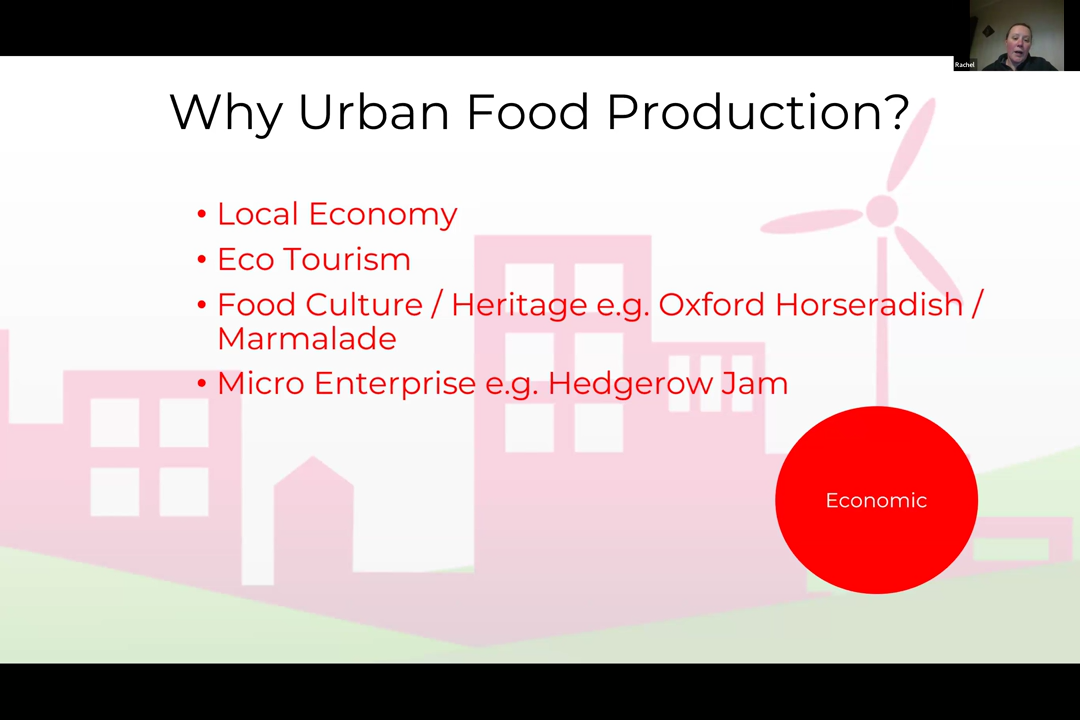 Rachel
Why Urban Food Production?
• Local Economy
• Eco Tourism
• Food Culture / Heritage e.g. Oxford Horseradish /
Marmalade
• Micro Enterprise e.g. Hedgerow Jam
Economic